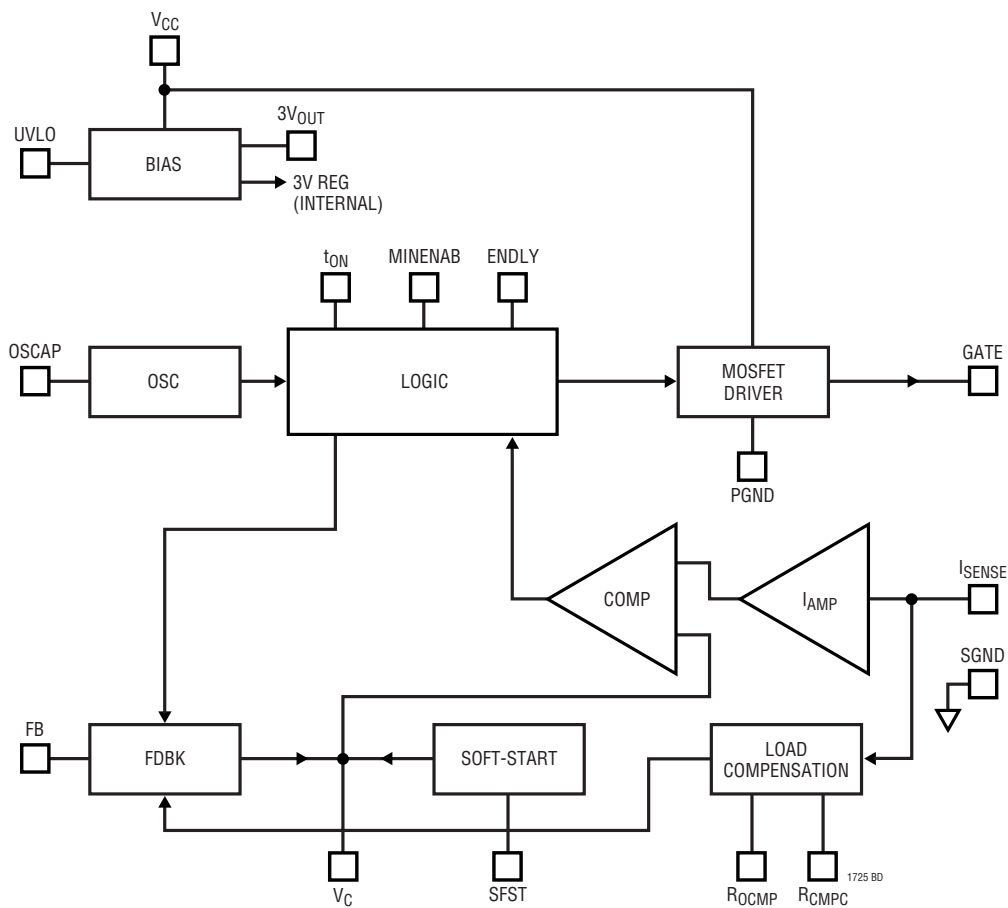 VCC
3VOUT
UVLO
BIAS
3V REG
(INTERNAL)
tON
MINENAB
ENDLY
OSCAP
OSC
LOGIC
MOSFET
DRIVER
GATE
PGND
COMP
IAMP
ISENSE
SGND
FB
FDBK
SOFT-START
LOAD
COMPENSATION
VC
SFST
ROCMP
RCMPC
1725 BD